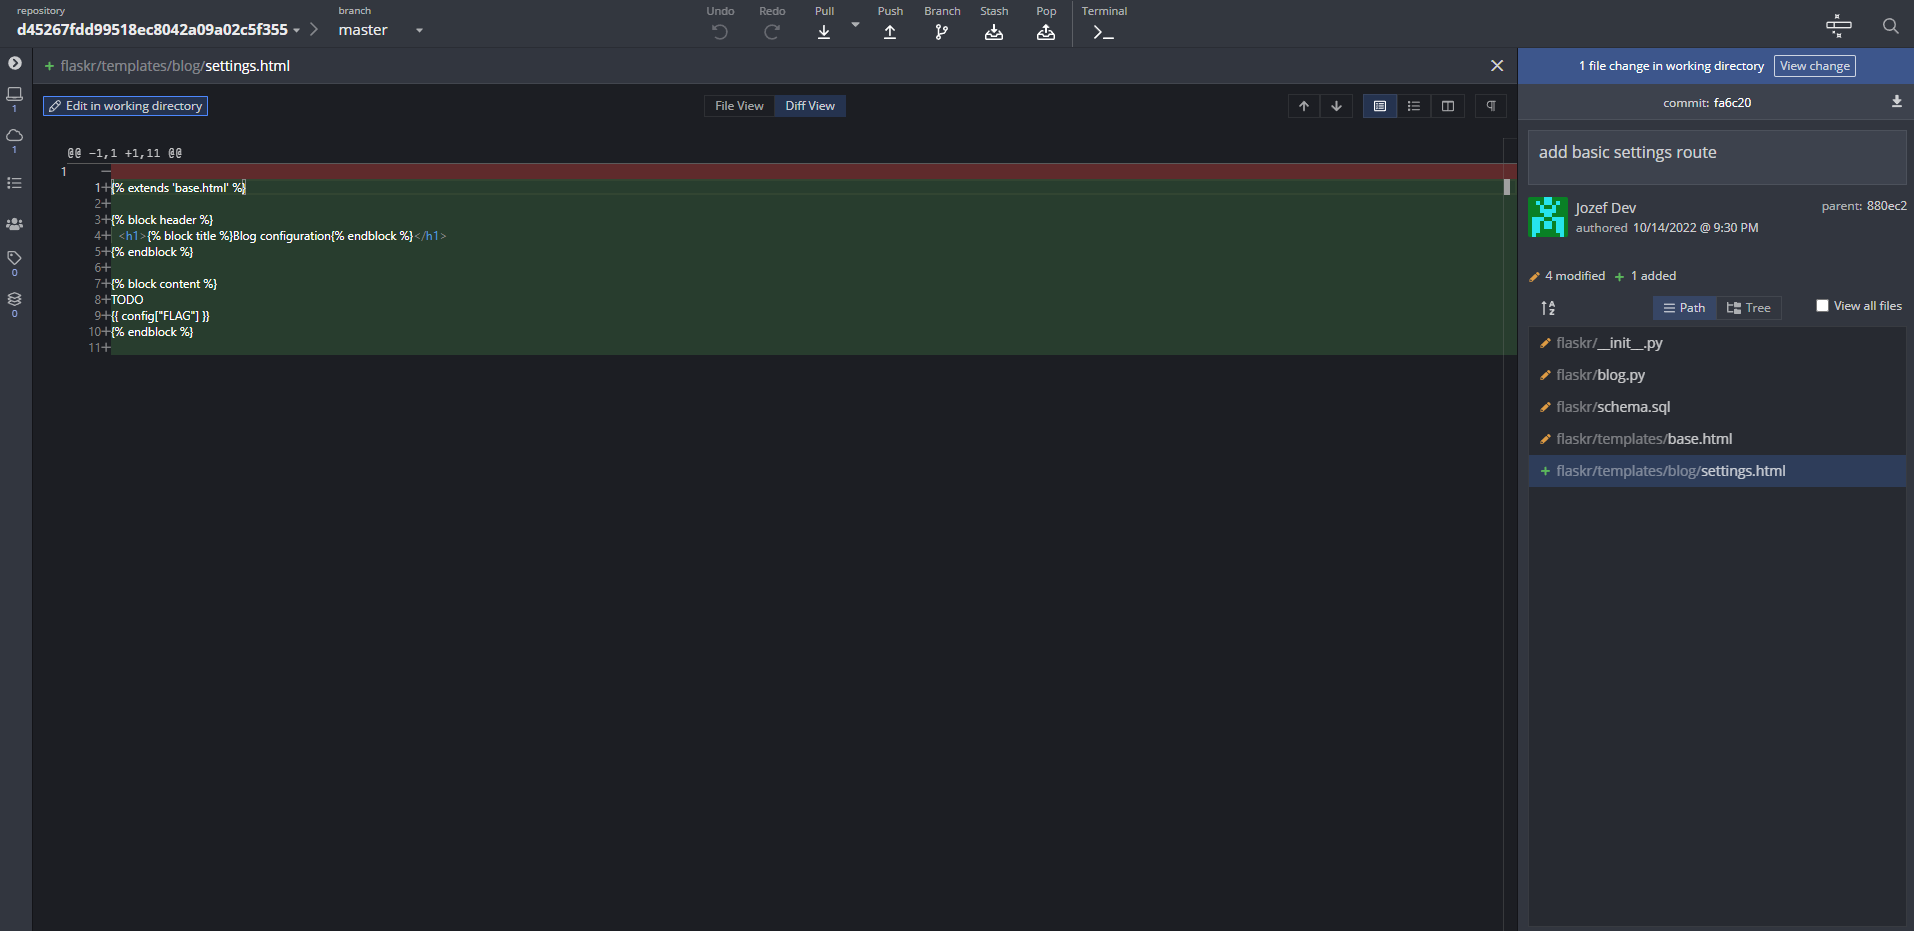 repository
d45267fdd99518ec8042a09a02c5f355
branch
master
Undo
Redo
Pull
Push
Branch
Stash
Pop
Terminal
1
1
0
0
+ flaskr/templates/blog/settings.html
Edit in working directory
File View
Diff View
@@ -1,1 +1,11 @@
1 −
1+{% extends 'base.html' %}
2+
3+{% block header %}
4+ <h1>{% block title %}Blog configuration{% endblock %}</h1>
5+{% endblock %}
6+
7+{% block content %}
8+TODO
9+{{ config["FLAG"] }}
10+{% endblock %}
11+
1 file change in working directory View change
commit: fa6c20
add basic settings route
Jozef Dev
authored 10/14/2022 @ 9:30 PM
parent: 880ec2
4 modified + 1 added
A
Z
Path
Tree
View all files
flaskr/__init__.py
flaskr/blog.py
flaskr/schema.sql
flaskr/templates/base.html
+ flaskr/templates/blog/settings.html